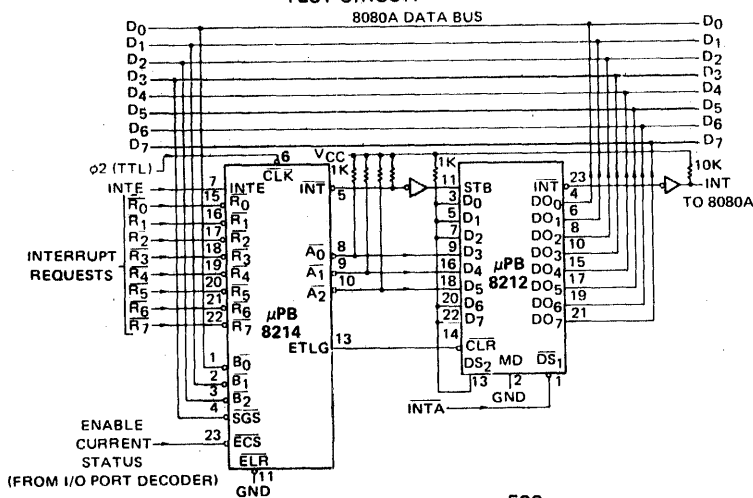 TEST CIRCUIT.
8080A DATA BUS
D0 D0
D1 D1
D2 D2
D3 D3
D4 D4
D5 D5
D6 D6
D7 D7
φ2 (TTL)
6
CLK
VCC
1K
1K
10K
INTE
7
INTE
INT
5
11
STB
INT
23
INT
TO 8080A
INTERRUPT
REQUESTS
R0 15 R0
R1 16 R1
R2 17 R2
R3 18 R3
R4 19 R4
R5 20 R5
R6 21 R6
R7 22 R7
μPB
8214
A0 8
A1 9
A2 10
ETLG 13
1 B0
2 B1
3 B2
4 SGS
23 ECS
ELR
11
GND
ENABLE
CURRENT
STATUS
(FROM I/O PORT DECODER)
3 D0
5 D1
7 D2
9 D3
16 D4
18 D5
20 D6
22 D7
14 CLR
μPB
8212
DO0 4
DO1 6
DO2 8
DO3 10
DO4 15
DO5 17
DO6 19
DO7 21
DS2 MD DS1
13 2 1
GND
INTA